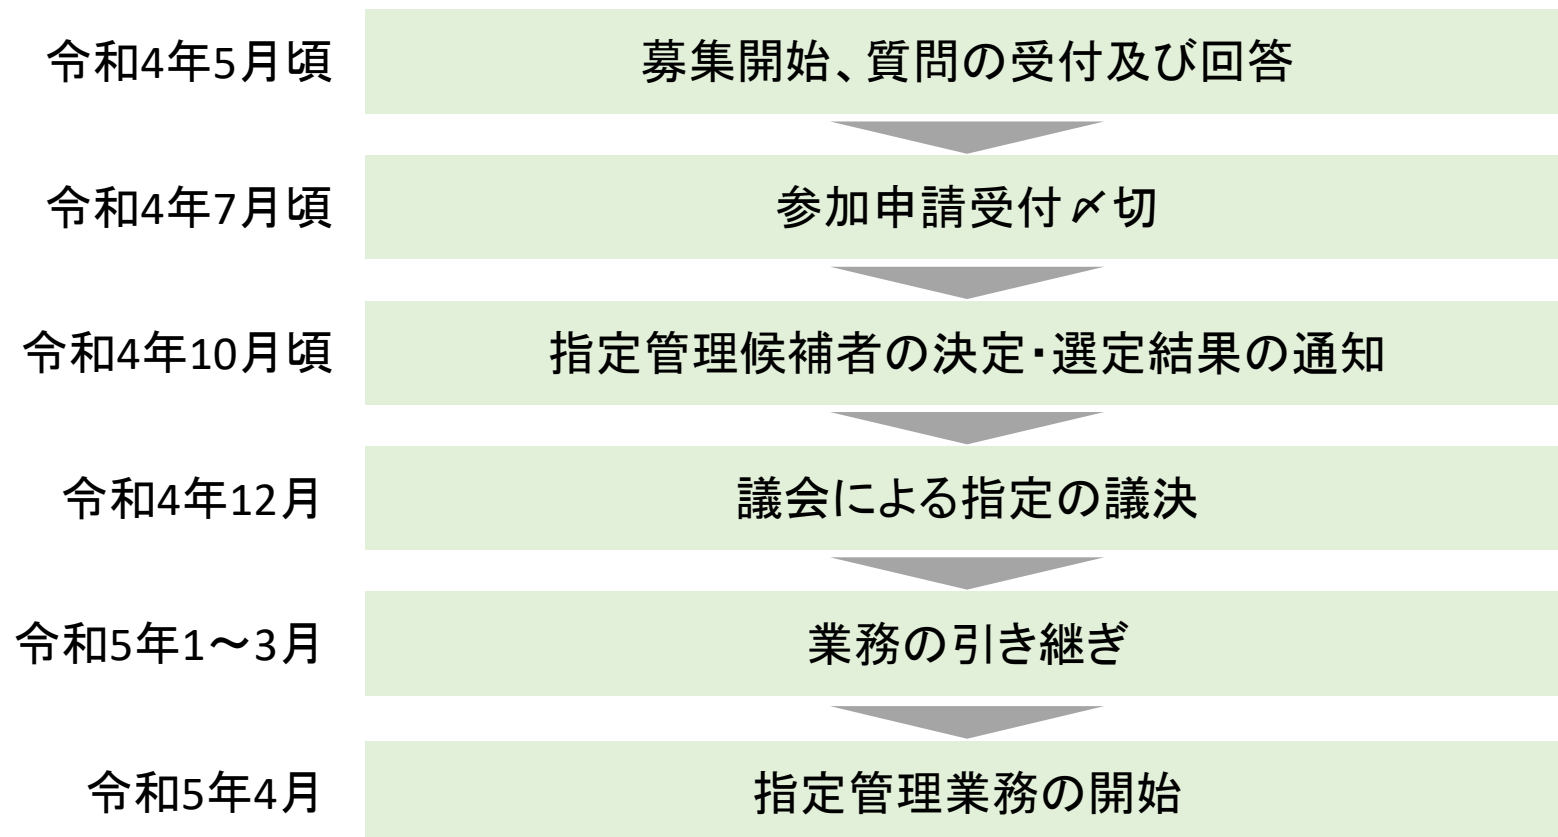 令和4年5月頃 募集開始、質問の受付及び回答
令和4年7月頃 参加申請受付〆切
令和4年10月頃 指定管理候補者の決定・選定結果の通知
令和4年12月 議会による指定の議決
令和5年1～3月 業務の引き継ぎ
令和5年4月 指定管理業務の開始